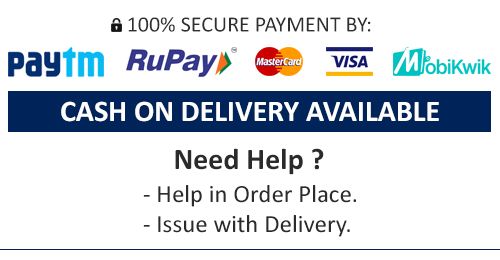 100% SECURE PAYMENT BY:
paytm RuPay MasterCard VISA MobiKwik
CASH ON DELIVERY AVAILABLE
Need Help ?
- Help in Order Place.
- Issue with Delivery.